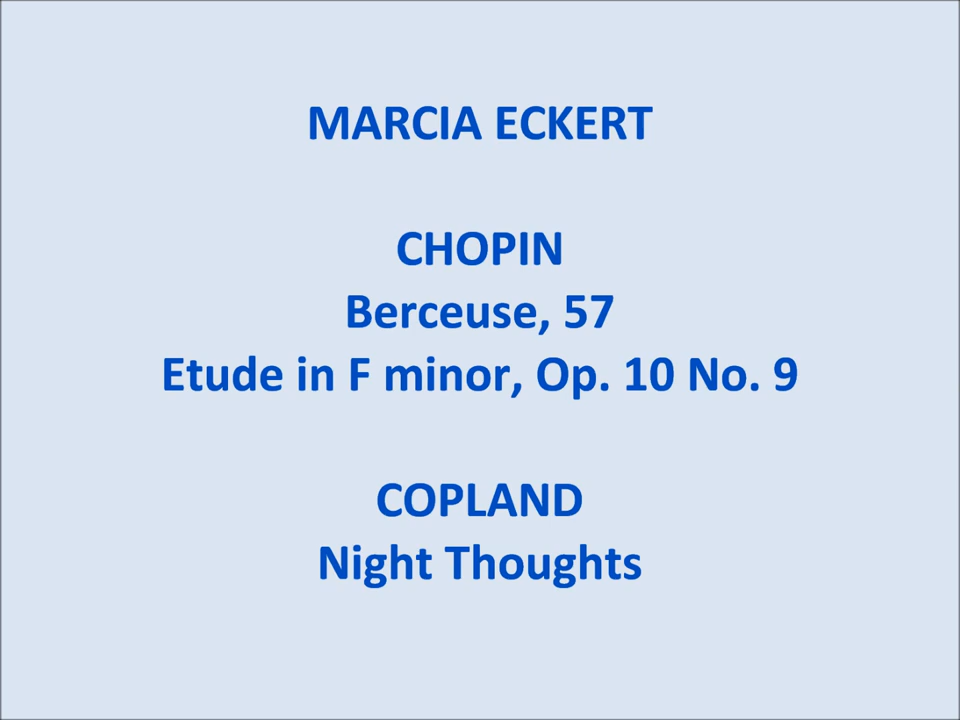 MARCIA ECKERT
CHOPIN
Berceuse, 57
Etude in F minor, Op. 10 No. 9
COPLAND
Night Thoughts